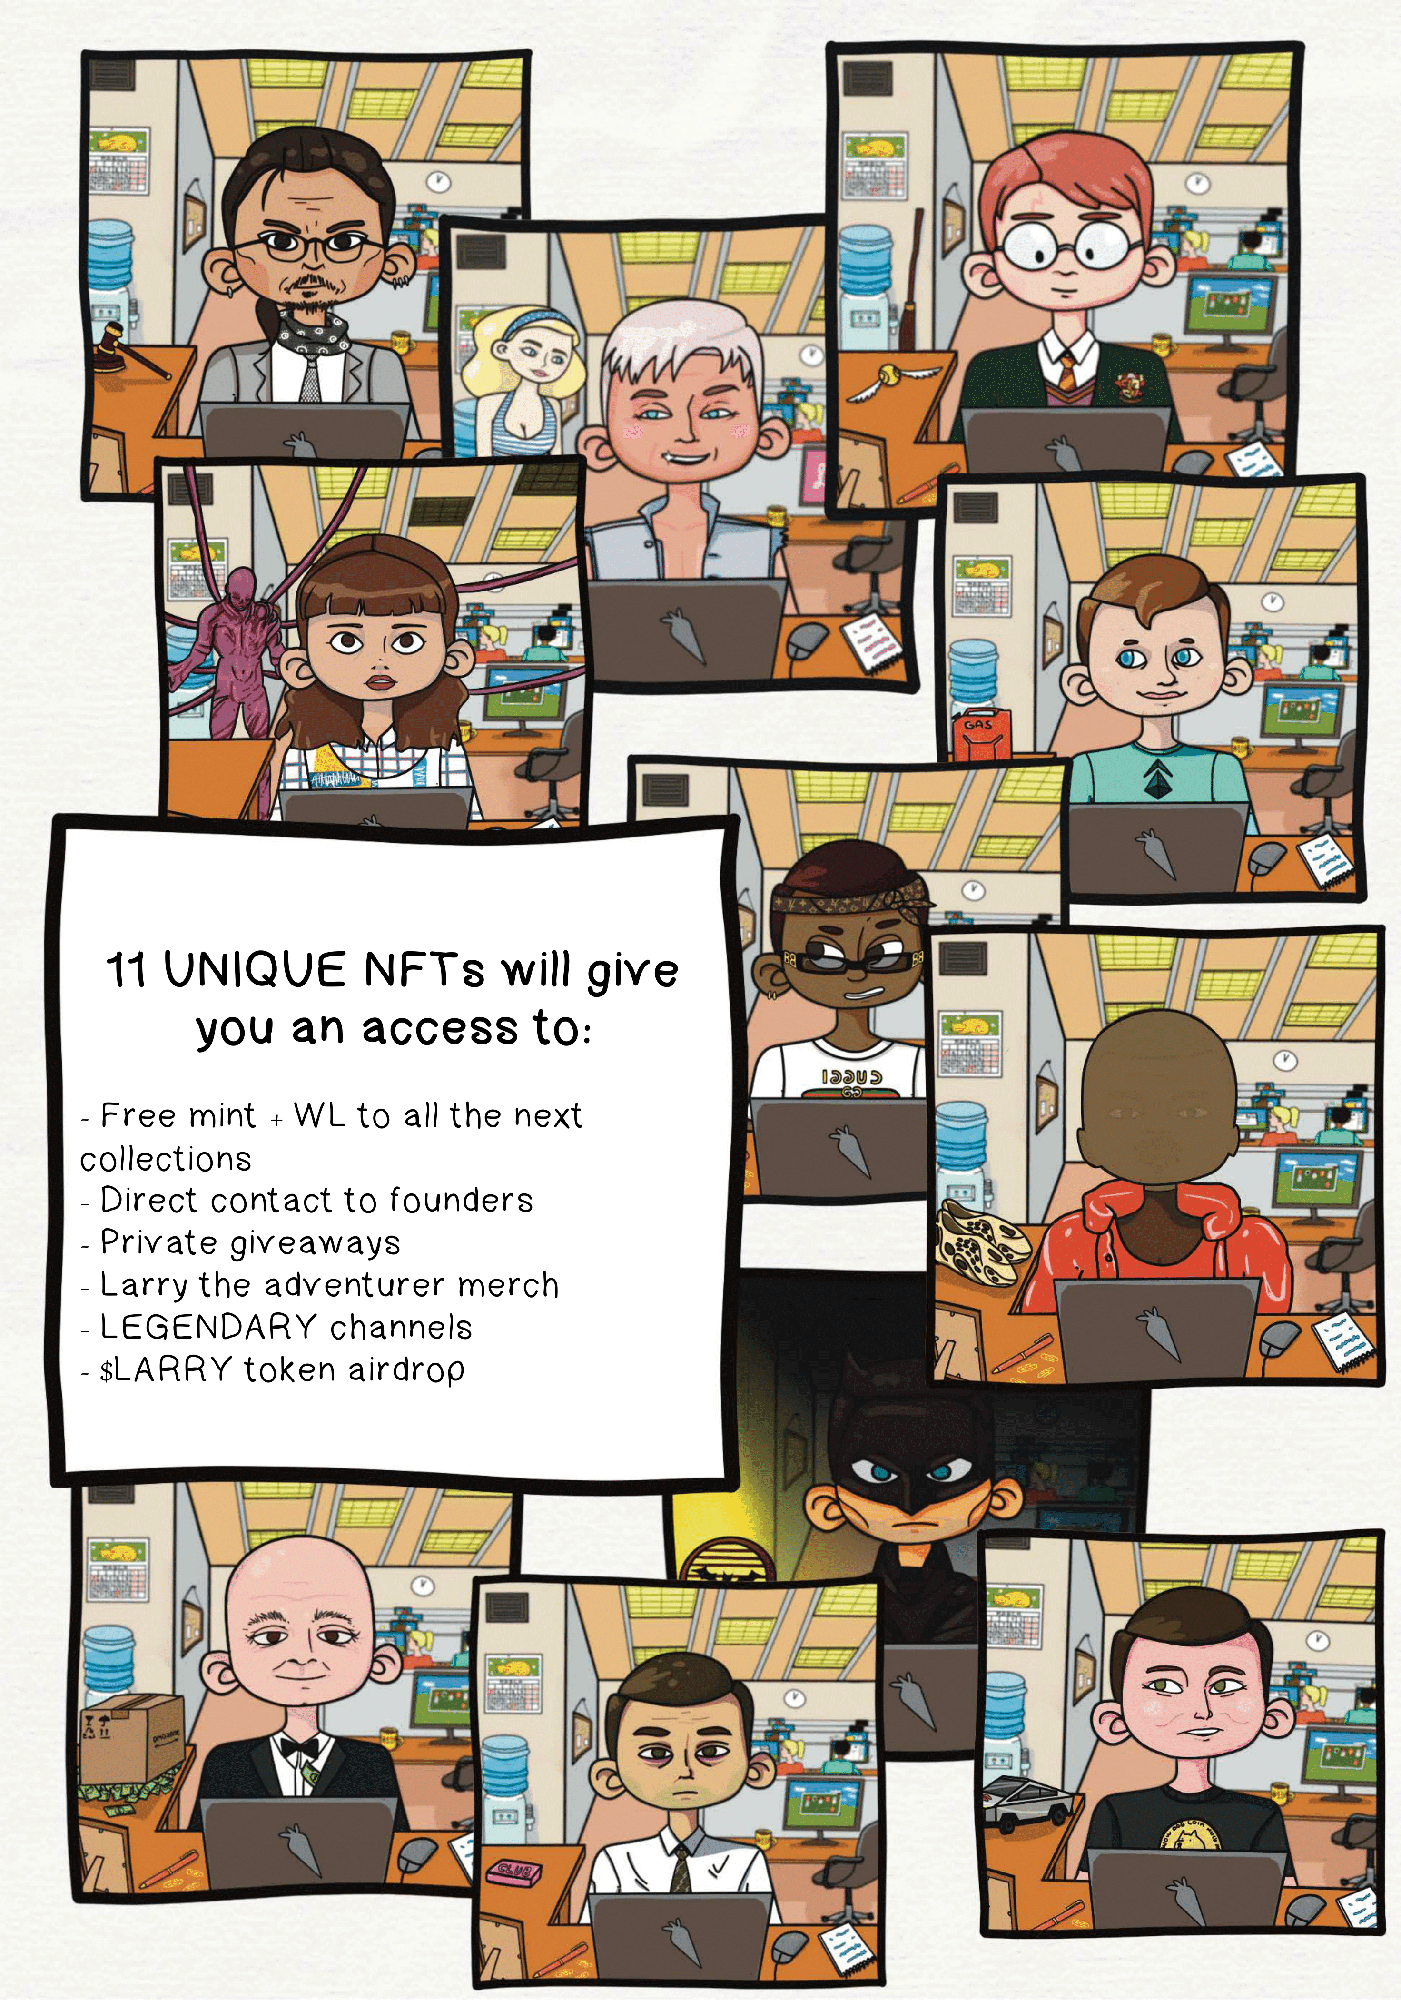 GAS
11 UNIQUE NFTs will give
you an access to:
- Free mint + WL to all the next
collections
- Direct contact to founders
- Private giveaways
- Larry the adventurer merch
- LEGENDARY channels
- $LARRY token airdrop
CLUB